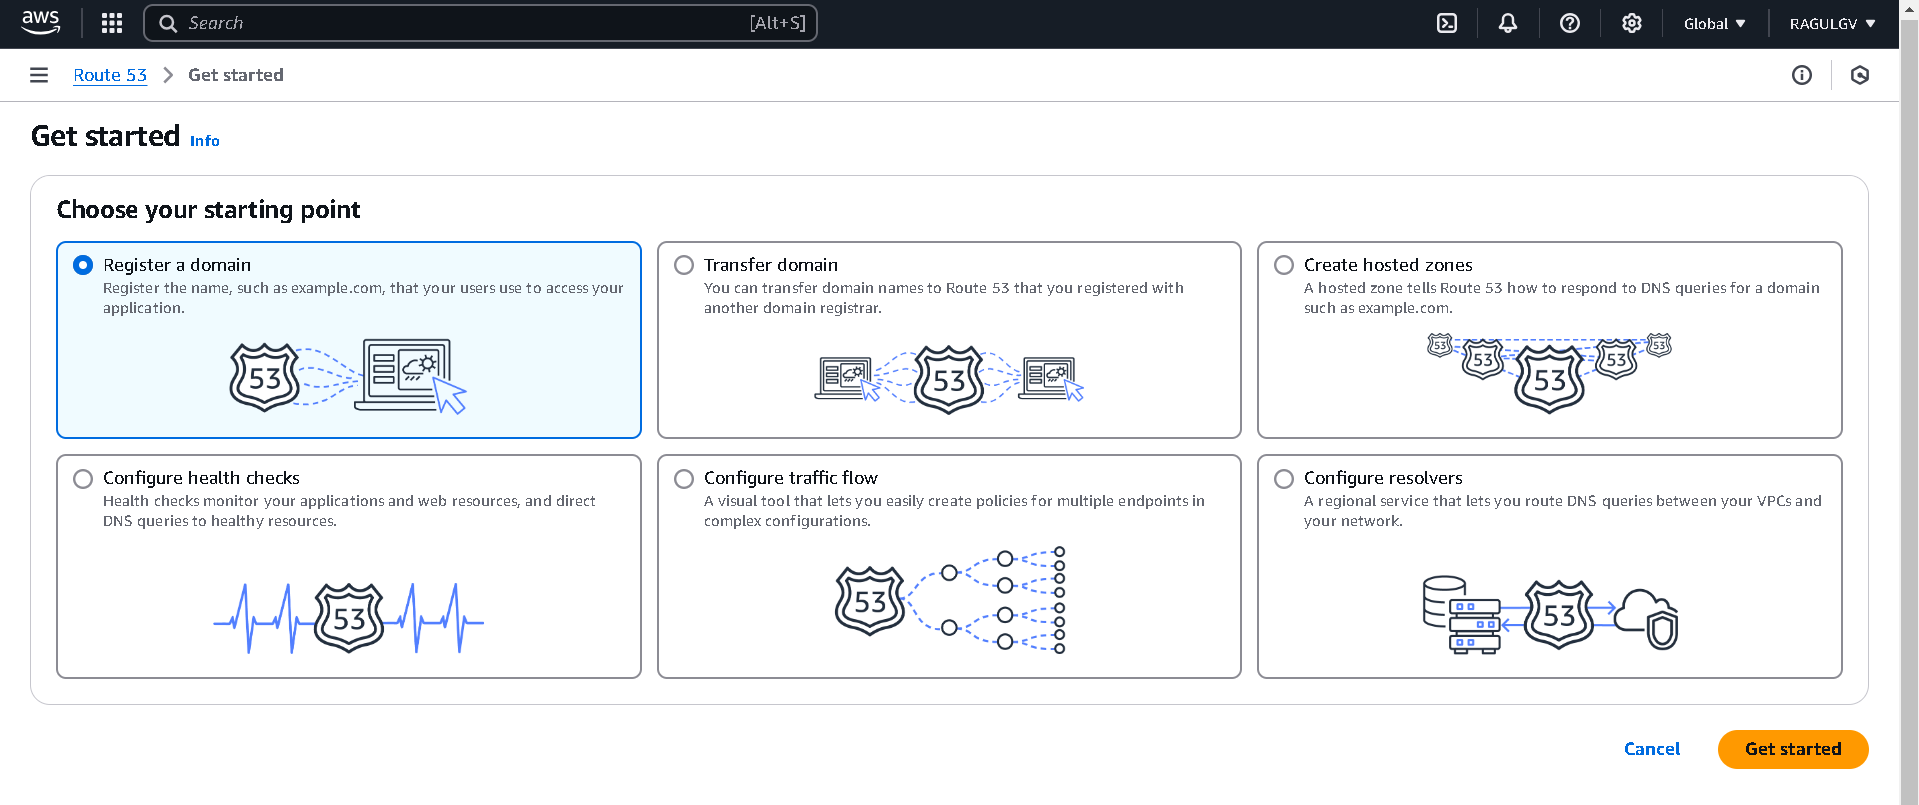 aws
Search [Alt+S]
Global
RAGULGV
Route 53 Get started
Get started Info
Choose your starting point
Register a domain
Register the name, such as example.com, that your users use to access your
application.
53
Transfer domain
You can transfer domain names to Route 53 that you registered with
another domain registrar.
53
Create hosted zones
A hosted zone tells Route 53 how to respond to DNS queries for a domain
such as example.com.
53 53 53 53 53
Configure health checks
Health checks monitor your applications and web resources, and direct
DNS queries to healthy resources.
53
Configure traffic flow
A visual tool that lets you easily create policies for multiple endpoints in
complex configurations.
53
Configure resolvers
A regional service that lets you route DNS queries between your VPCs and
your network.
53
Cancel
Get started